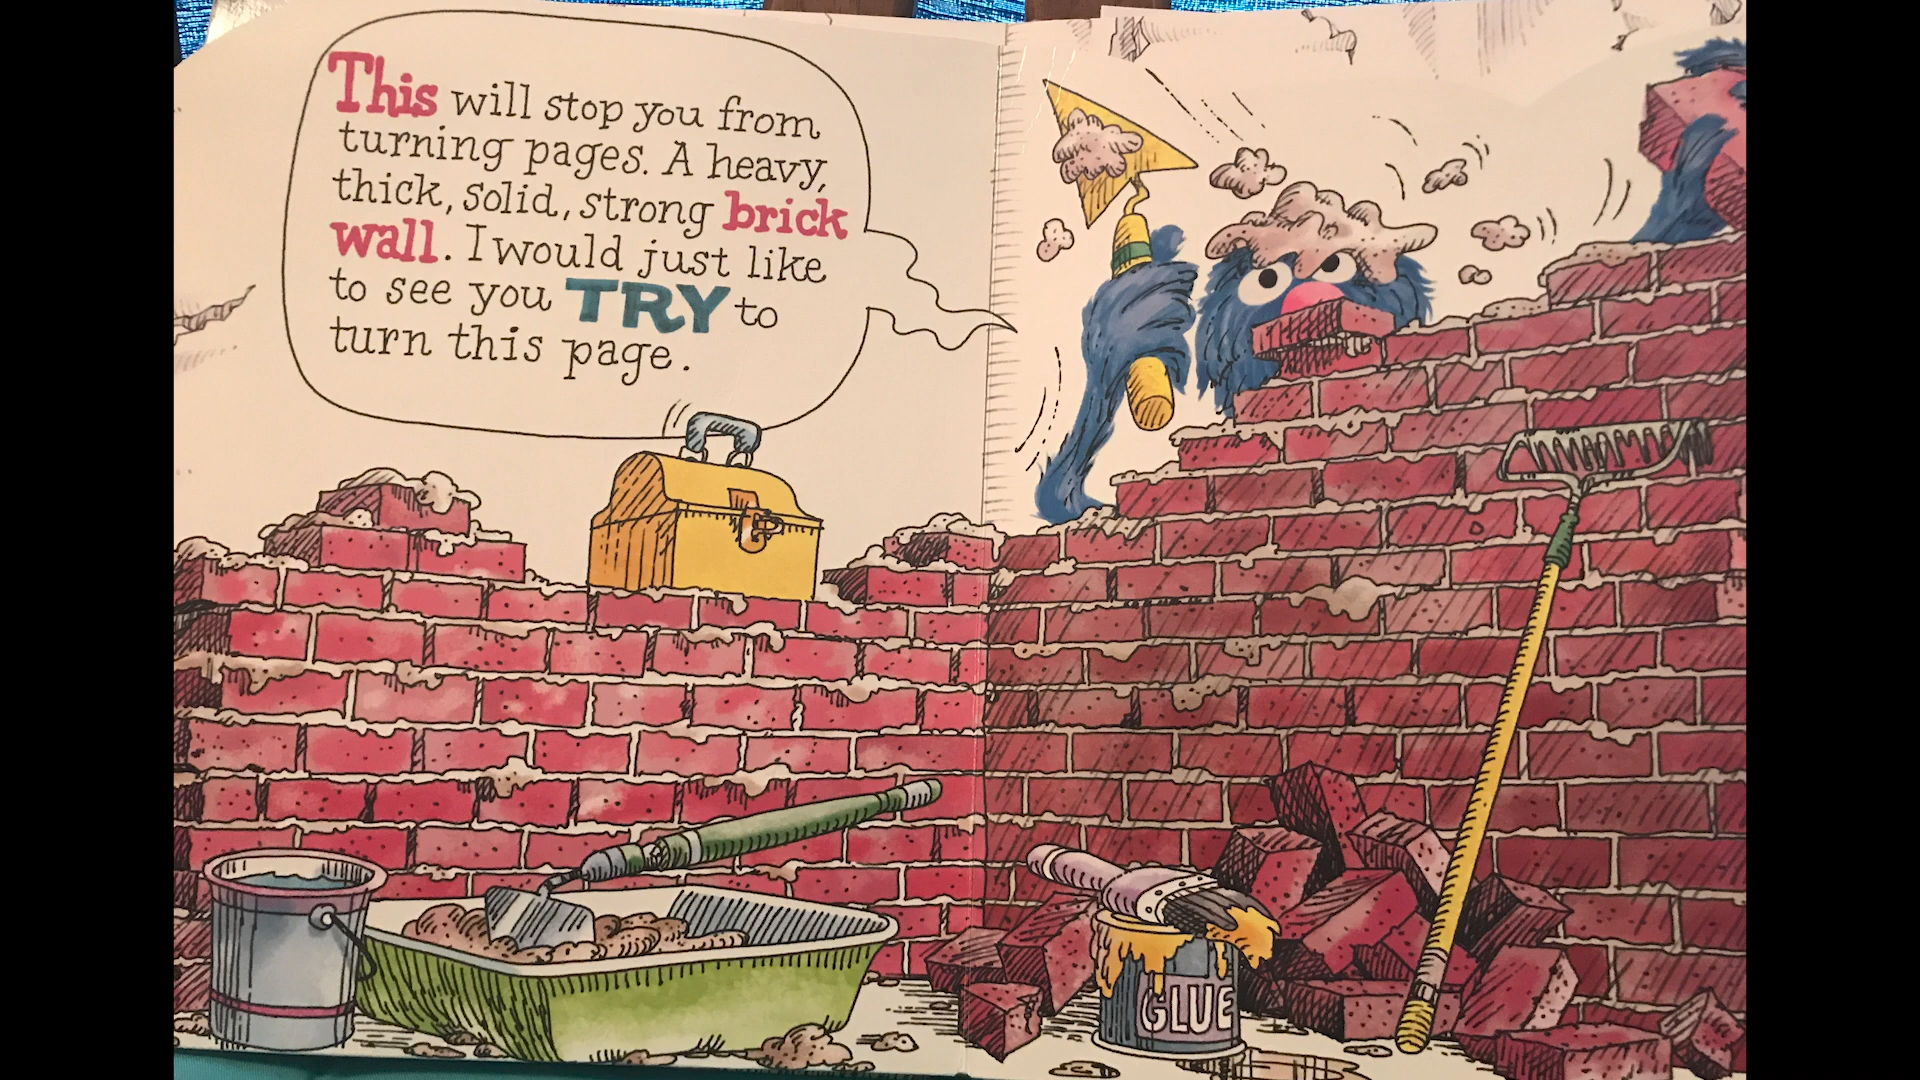 This will stop you from
turning pages. A heavy,
thick, solid, strong brick
wall. I would just like
to see you TRY to
turn this page.
GLUE